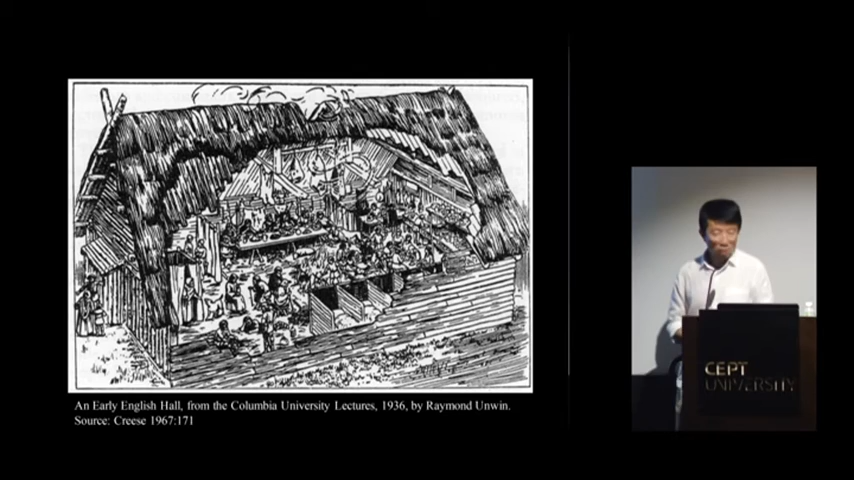 An Early English Hall, from the Columbia University Lectures, 1936, by Raymond Unwin.
Source: Creese 1967:171
CEPT
UNIVERSITY